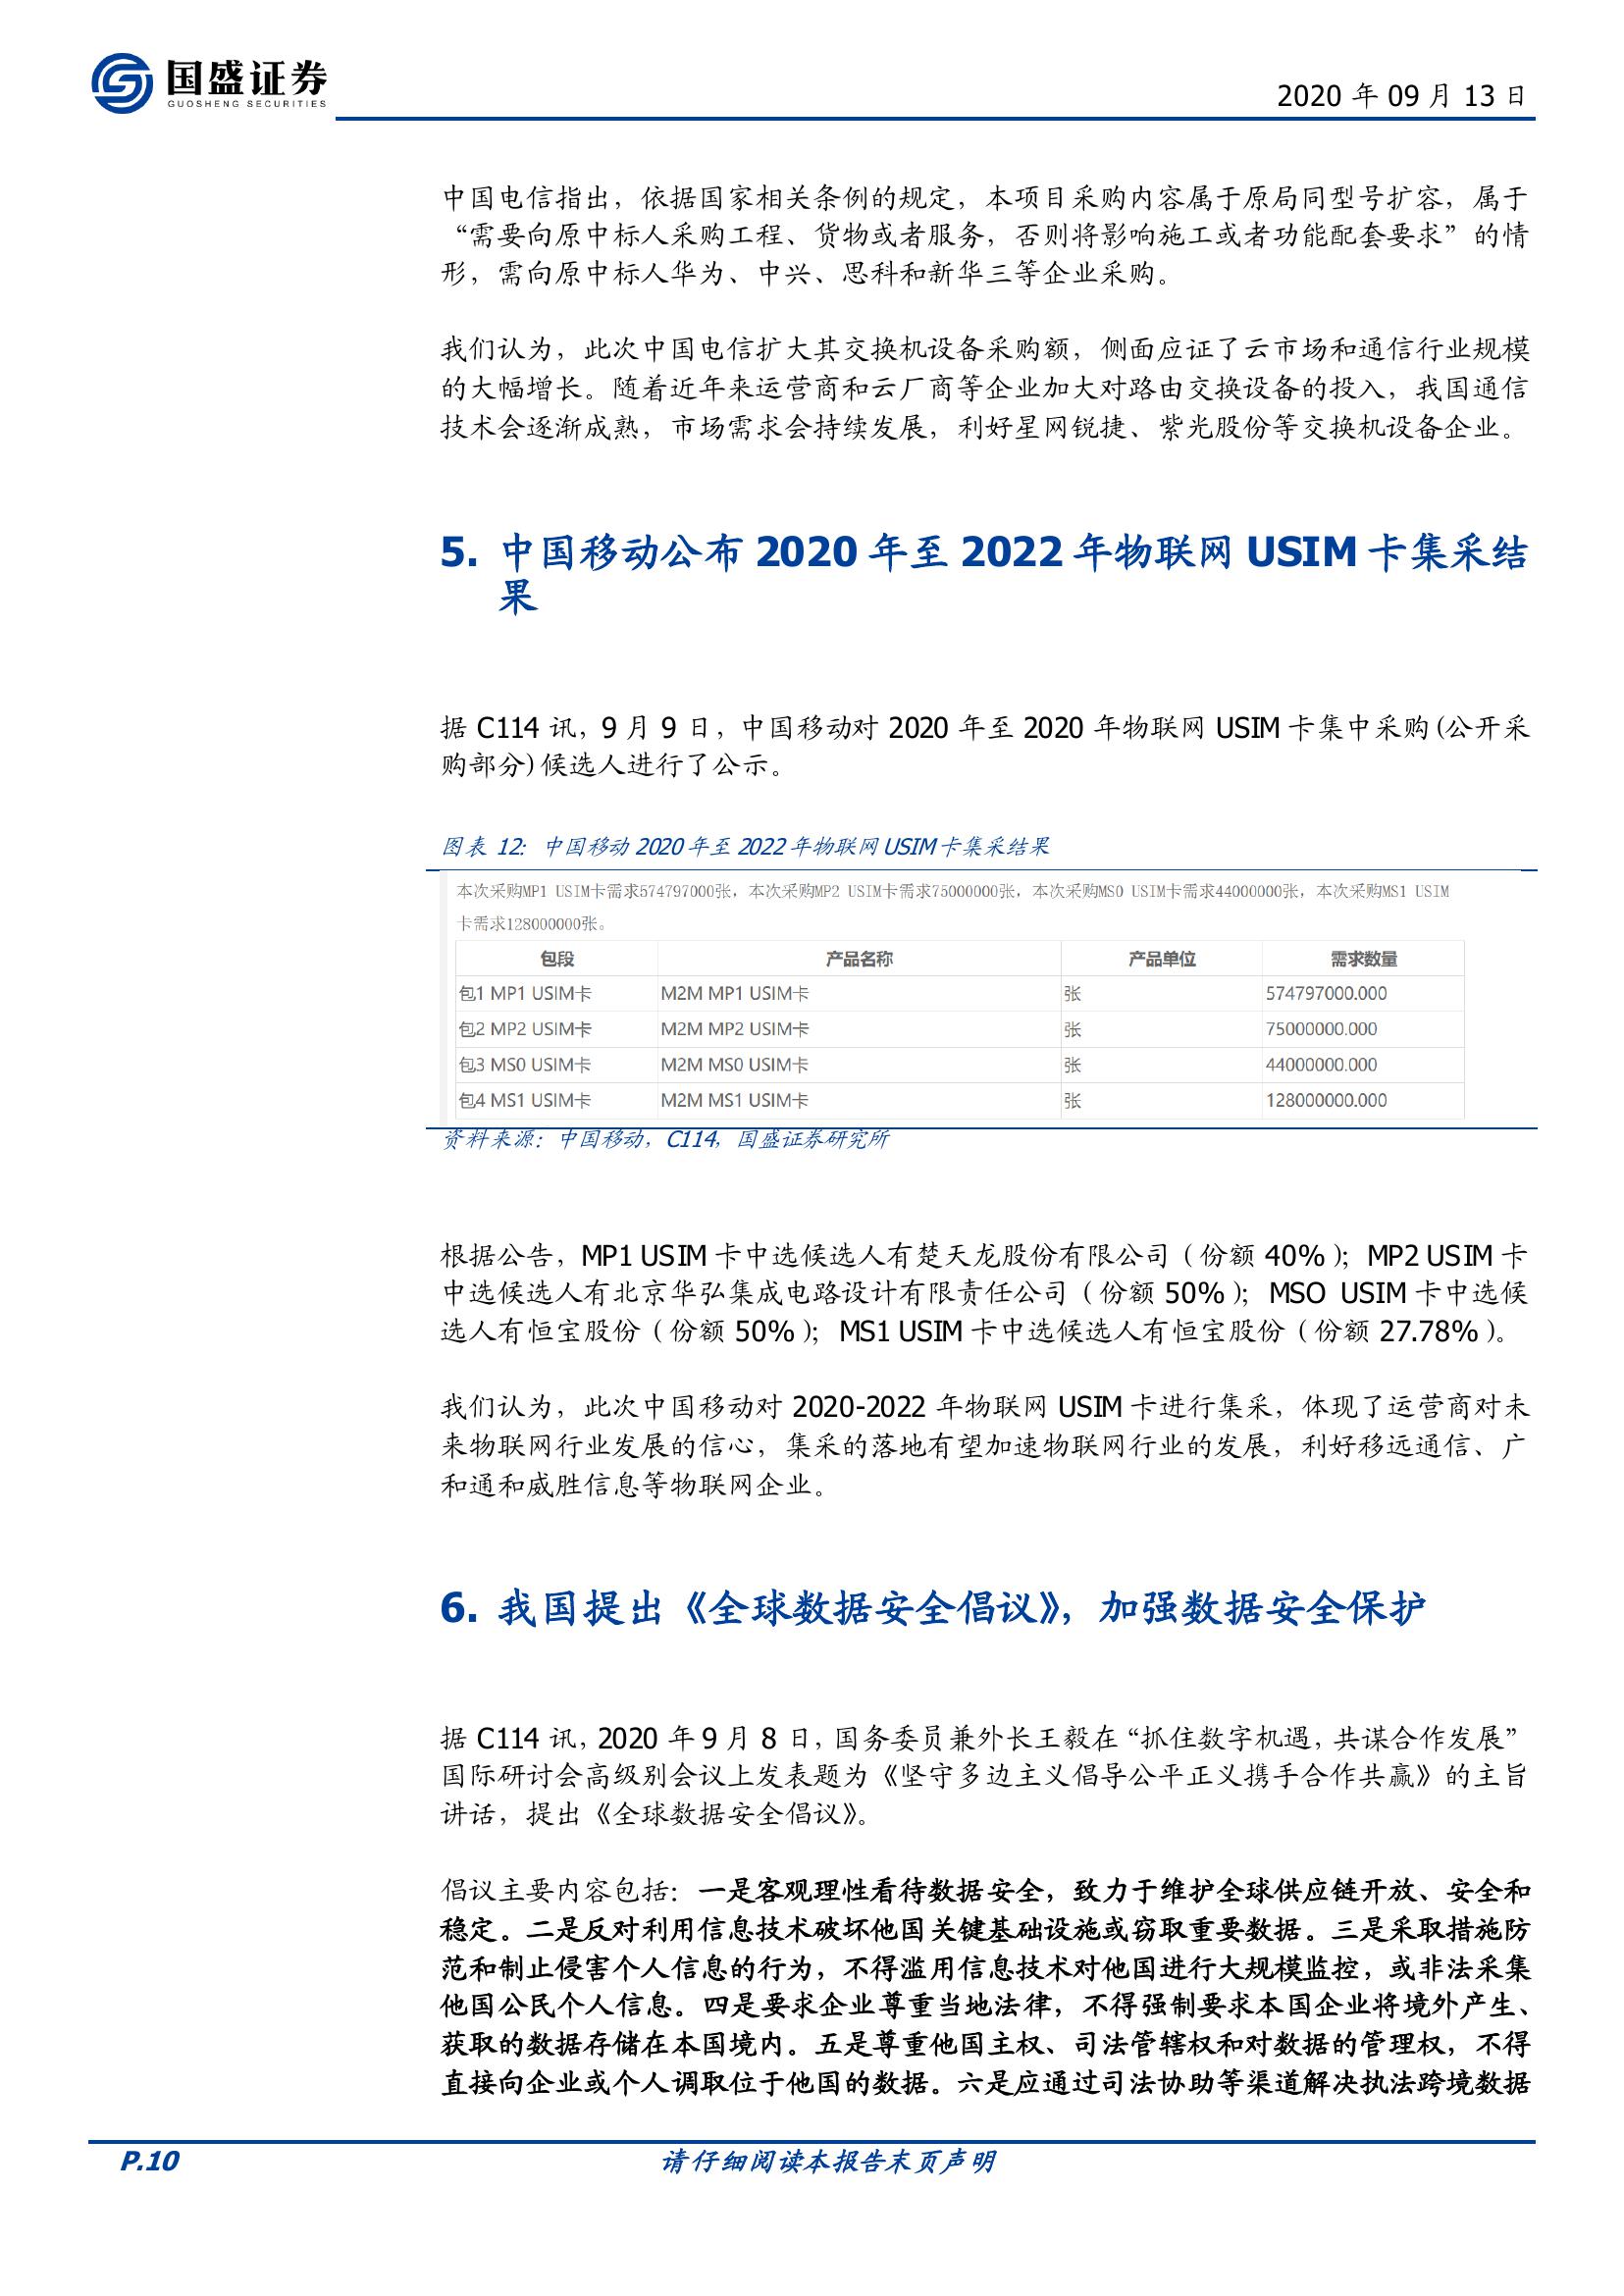 国盛证券
GUOSHENG SECURITIES
2020 年 09 月 13 日
中国电信指出，依据国家相关条例的规定，本项目采购内容属于原局同型号扩容，属于
“需要向原中标人采购工程、货物或者服务，否则将影响施工或者功能配套要求”的情
形，需向原中标人华为、中兴、思科和新华三等企业采购。
我们认为，此次中国电信扩大其交换机设备采购额，侧面应证了云市场和通信行业规模
的大幅增长。随着近年来运营商和云厂商等企业加大对路由交换设备的投入，我国通信
技术会逐渐成熟，市场需求会持续发展，利好星网锐捷、紫光股份等交换机设备企业。
5. 中国移动公布 2020 年至 2022 年物联网 USIM 卡集采结
果
据 C114 讯，9 月 9 日，中国移动对 2020 年至 2020 年物联网 USIM 卡集中采购(公开采
购部分)候选人进行了公示。
图表 12：中国移动 2020 年至 2022 年物联网 USIM 卡集采结果
本次采购MP1 USIM卡需求574797000张，本次采购MP2 USIM卡需求75000000张，本次采购MS0 USIM卡需求44000000张，本次采购MS1 USIM
卡需求128000000张。
包段 产品名称 产品单位 需求数量
包1 MP1 USIM卡 M2M MP1 USIM卡 张 574797000.000
包2 MP2 USIM卡 M2M MP2 USIM卡 张 75000000.000
包3 MS0 USIM卡 M2M MS0 USIM卡 张 44000000.000
包4 MS1 USIM卡 M2M MS1 USIM卡 张 128000000.000
资料来源：中国移动，C114，国盛证券研究所
根据公告，MP1 USIM 卡中选候选人有楚天龙股份有限公司（份额 40%）；MP2 USIM 卡
中选候选人有北京华弘集成电路设计有限责任公司（份额 50%）；MSO USIM 卡中选候
选人有恒宝股份（份额 50%）；MS1 USIM 卡中选候选人有恒宝股份（份额 27.78%）。
我们认为，此次中国移动对 2020-2022 年物联网 USIM 卡进行集采，体现了运营商对未
来物联网行业发展的信心，集采的落地有望加速物联网行业的发展，利好移远通信、广
和通和威胜信息等物联网企业。
6. 我国提出《全球数据安全倡议》，加强数据安全保护
据 C114 讯，2020 年 9 月 8 日，国务委员兼外长王毅在“抓住数字机遇，共谋合作发展”
国际研讨会高级别会议上发表题为《坚守多边主义倡导公平正义携手合作共赢》的主旨
讲话，提出《全球数据安全倡议》。
倡议主要内容包括：一是客观理性看待数据安全，致力于维护全球供应链开放、安全和
稳定。二是反对利用信息技术破坏他国关键基础设施或窃取重要数据。三是采取措施防
范和制止侵害个人信息的行为，不得滥用信息技术对他国进行大规模监控，或非法采集
他国公民个人信息。四是要求企业尊重当地法律，不得强制要求本国企业将境外产生、
获取的数据存储在本国境内。五是尊重他国主权、司法管辖权和对数据的管理权，不得
直接向企业或个人调取位于他国的数据。六是应通过司法协助等渠道解决执法跨境数据
P.10
请仔细阅读本报告末页声明